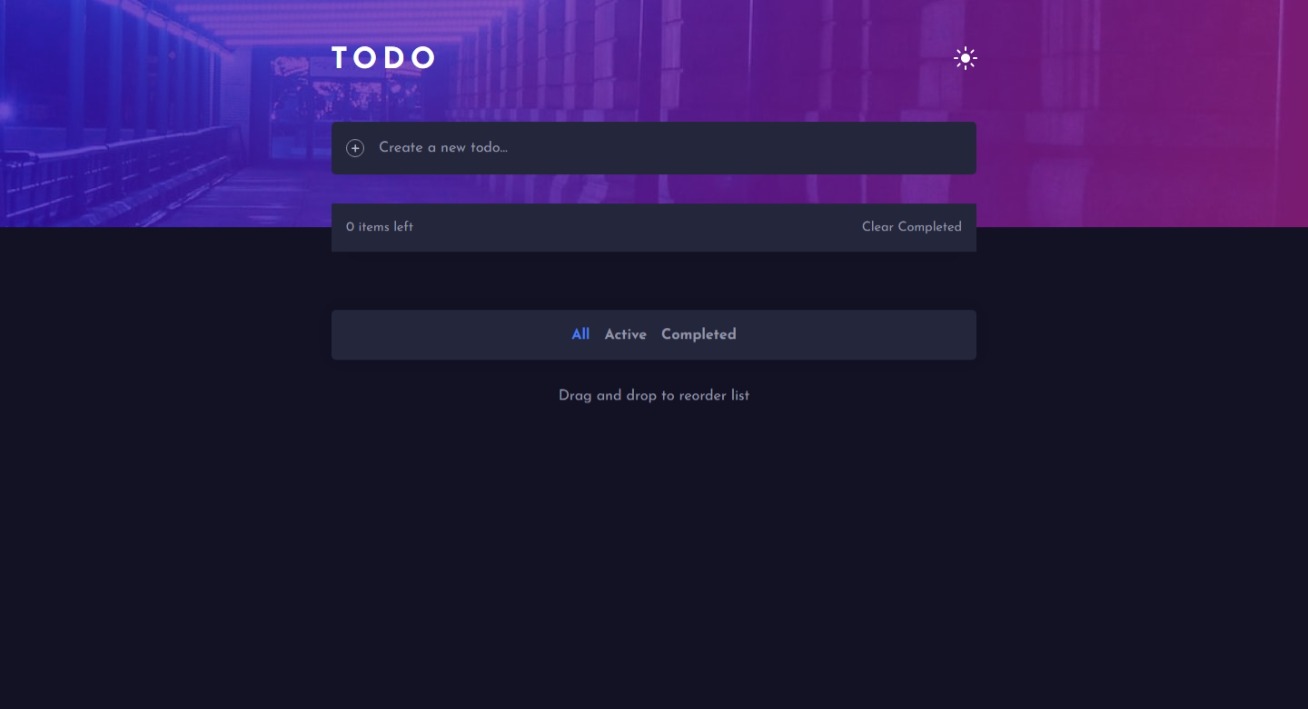 TODO
Create a new todo...
0 items left Clear Completed
All Active Completed
Drag and drop to reorder list